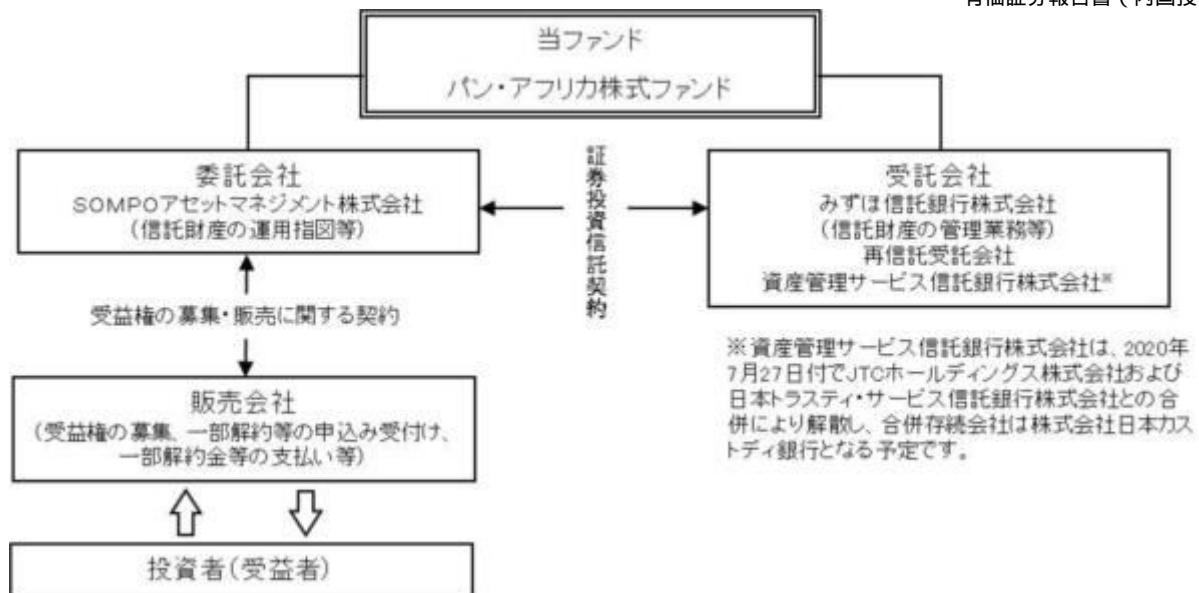 当ファンド
パン・アフリカ株式ファンド
委託会社
SOMPOアセットマネジメント株式会社
(信託財産の運用指図等)
証券投資信託契約
受託会社
みずほ信託銀行株式会社
(信託財産の管理業務等)
再信託受託会社
資産管理サービス信託銀行株式会社※
受益権の募集・販売に関する契約
※資産管理サービス信託銀行株式会社は、2020年
7月27日付でJTCホールディングス株式会社および
日本トラスティ・サービス信託銀行株式会社との合
併により解散し、合併存続会社は株式会社日本カス
トディ銀行となる予定です。
販売会社
(受益権の募集、一部解約等の申込み受付け、
一部解約金等の支払い等)
投資者(受益者)